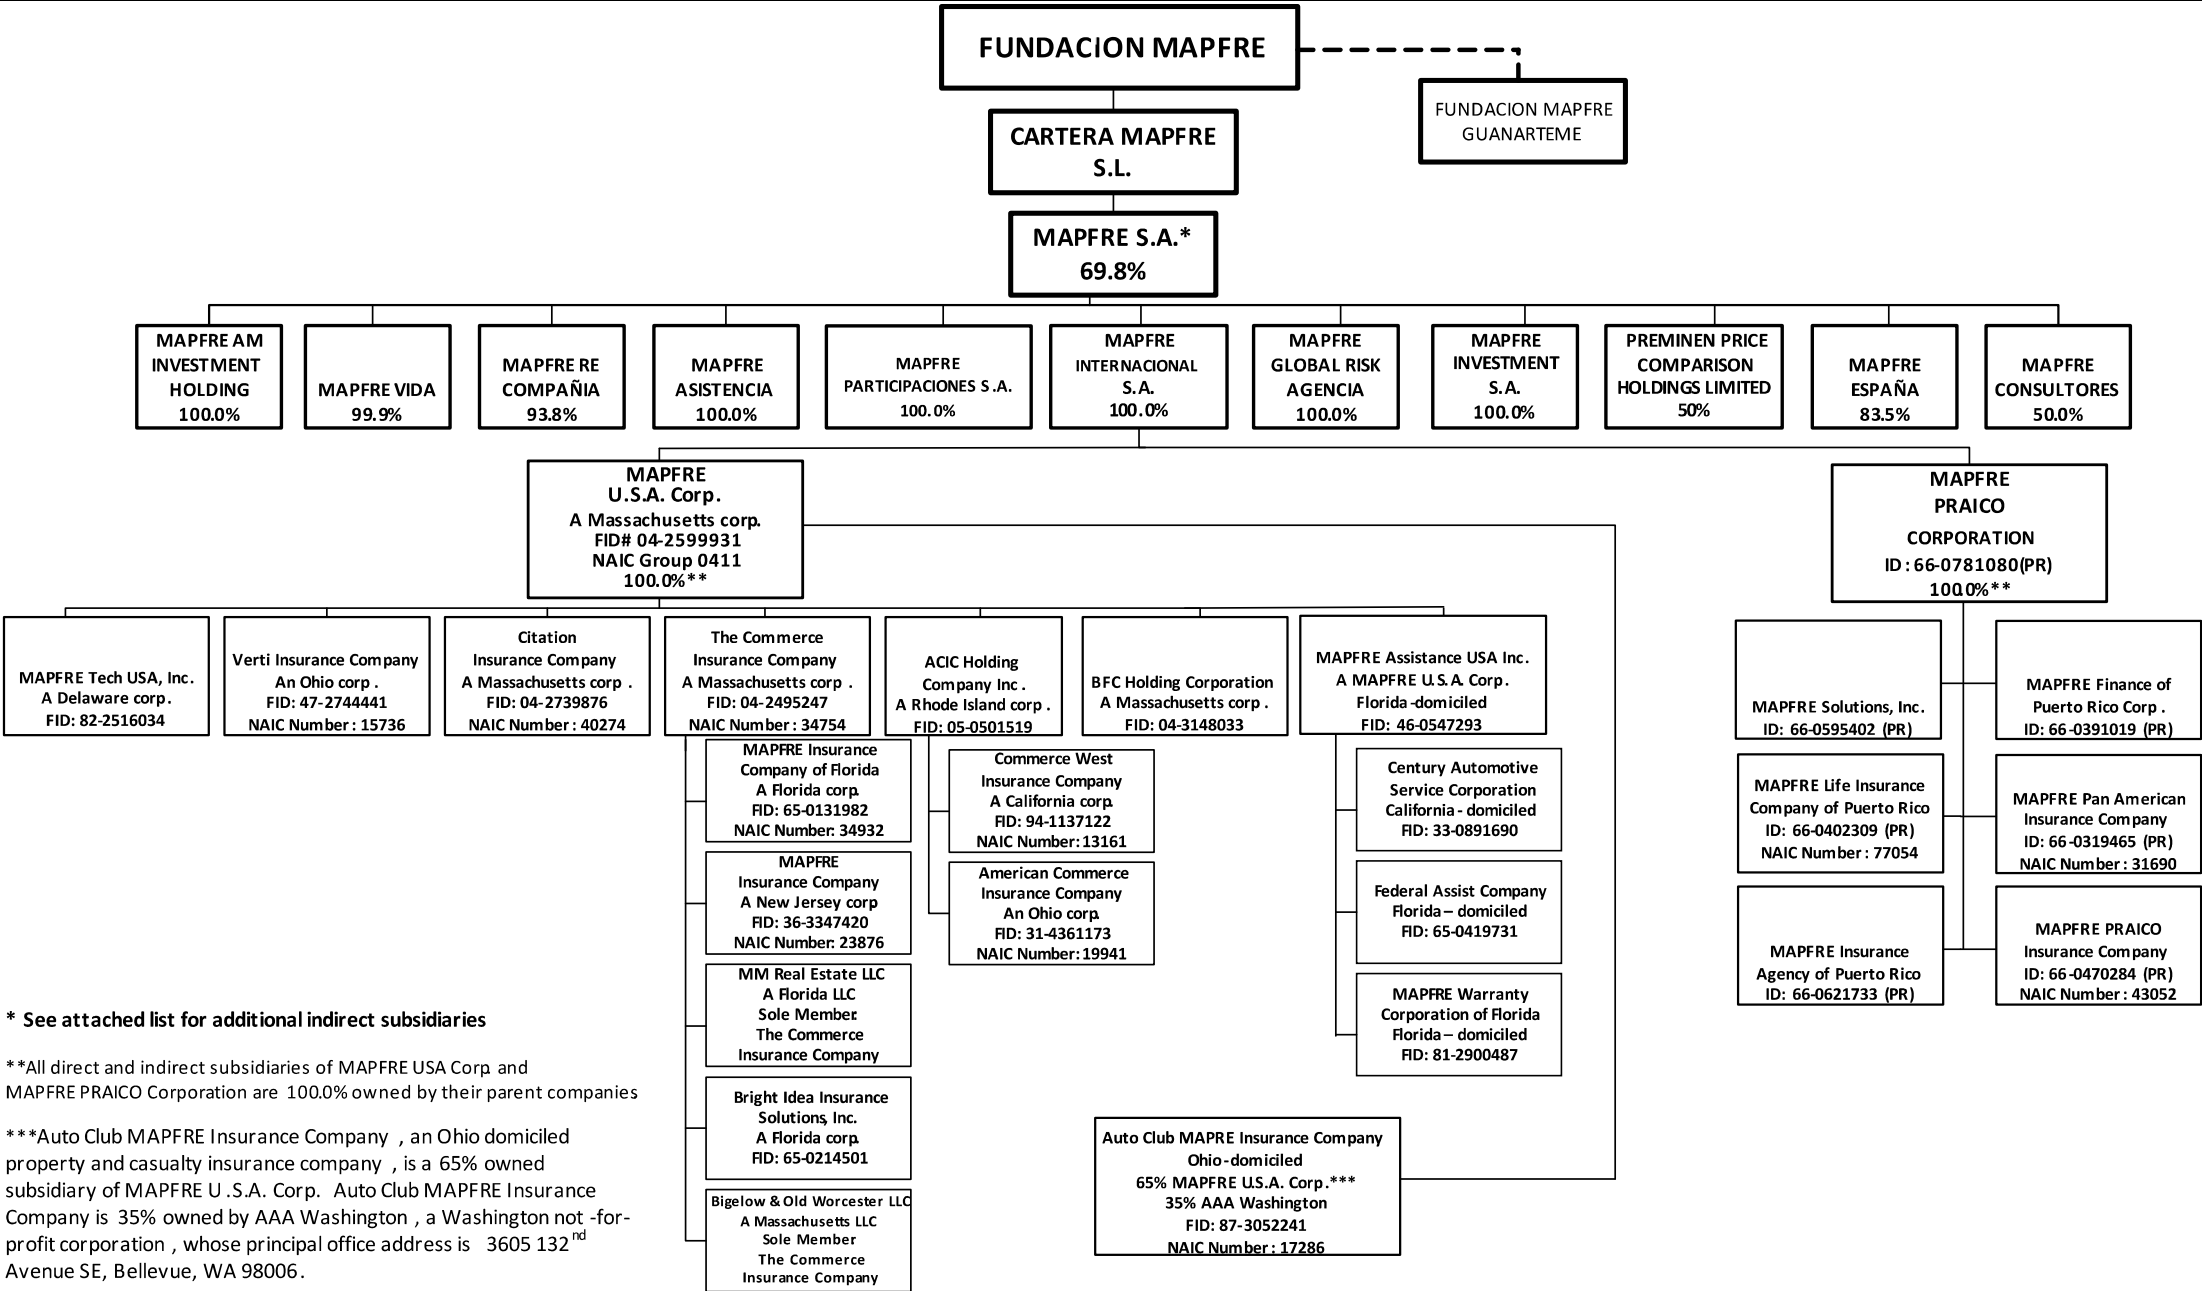 FUNDACION MAPFRE
FUNDACION MAPFRE
GUANARTEME
CARTERA MAPFRE
S.L.
MAPFRE S.A.*
69.8%
MAPFRE AM
INVESTMENT
HOLDING
100.0%
MAPFRE VIDA
99.9%
MAPFRE RE
COMPAÑIA
93.8%
MAPFRE
ASISTENCIA
100.0%
MAPFRE
PARTICIPACIONES S.A.
100.0%
MAPFRE
INTERNACIONAL
S.A.
100.0%
MAPFRE
GLOBAL RISK
AGENCIA
100.0%
MAPFRE
INVESTMENT
S.A.
100.0%
PREMINEN PRICE
COMPARISON
HOLDINGS LIMITED
50%
MAPFRE
ESPAÑA
83.5%
MAPFRE
CONSULTORES
50.0%
MAPFRE
U.S.A. Corp.
A Massachusetts corp.
FID# 04-2599931
NAIC Group 0411
100.0%**
MAPFRE
PRAICO
CORPORATION
ID: 66-0781080(PR)
100.0%**
MAPFRE Tech USA, Inc.
A Delaware corp.
FID: 82-2516034
Verti Insurance Company
An Ohio corp.
FID: 47-2744441
NAIC Number: 15736
Citation
Insurance Company
A Massachusetts corp.
FID: 04-2739876
NAIC Number: 40274
The Commerce
Insurance Company
A Massachusetts corp.
FID: 04-2495247
NAIC Number: 34754
ACIC Holding
Company Inc.
A Rhode Island corp.
FID: 05-0501519
BFC Holding Corporation
A Massachusetts corp.
FID: 04-3148033
MAPFRE Assistance USA Inc.
A MAPFRE U.S.A. Corp.
Florida-domiciled
FID: 46-0547293
MAPFRE Insurance
Company of Florida
A Florida corp.
FID: 65-0131982
NAIC Number: 34932
MAPFRE
Insurance Company
A New Jersey corp
FID: 36-3347420
NAIC Number: 23876
MM Real Estate LLC
A Florida LLC
Sole Member:
The Commerce
Insurance Company
Bright Idea Insurance
Solutions, Inc.
A Florida corp.
FID: 65-0214501
Bigelow & Old Worcester LLC
A Massachusetts LLC
Sole Member
The Commerce
Insurance Company
Commerce West
Insurance Company
A California corp.
FID: 94-1137122
NAIC Number: 13161
American Commerce
Insurance Company
An Ohio corp.
FID: 31-4361173
NAIC Number: 19941
Century Automotive
Service Corporation
California - domiciled
FID: 33-0891690
Federal Assist Company
Florida – domiciled
FID: 65-0419731
MAPFRE Warranty
Corporation of Florida
Florida – domiciled
FID: 81-2900487
Auto Club MAPRE Insurance Company
Ohio-domiciled
65% MAPFRE U.S.A. Corp.***
35% AAA Washington
FID: 87-3052241
NAIC Number: 17286
MAPFRE Solutions, Inc.
ID: 66-0595402 (PR)
MAPFRE Finance of
Puerto Rico Corp.
ID: 66-0391019 (PR)
MAPFRE Life Insurance
Company of Puerto Rico
ID: 66-0402309 (PR)
NAIC Number: 77054
MAPFRE Pan American
Insurance Company
ID: 66-0319465 (PR)
NAIC Number: 31690
MAPFRE Insurance
Agency of Puerto Rico
ID: 66-0621733 (PR)
MAPFRE PRAICO
Insurance Company
ID: 66-0470284 (PR)
NAIC Number: 43052
* See attached list for additional indirect subsidiaries
**All direct and indirect subsidiaries of MAPFRE USA Corp. and
MAPFRE PRAICO Corporation are 100.0% owned by their parent companies
***Auto Club MAPFRE Insurance Company, an Ohio domiciled
property and casualty insurance company, is a 65% owned
subsidiary of MAPFRE U.S.A. Corp. Auto Club MAPFRE Insurance
Company is 35% owned by AAA Washington, a Washington not-for-
profit corporation, whose principal office address is 3605 132nd
Avenue SE, Bellevue, WA 98006.